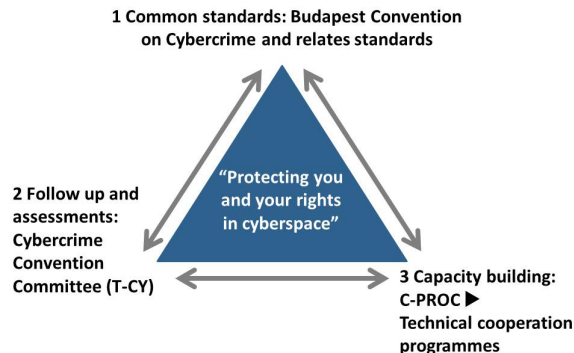 1 Common standards: Budapest Convention
on Cybercrime and relates standards
“Protecting you
and your rights
in cyberspace”
2 Follow up and
assessments:
Cybercrime
Convention
Committee (T-CY)
3 Capacity building:
C-PROC ▶
Technical cooperation
programmes